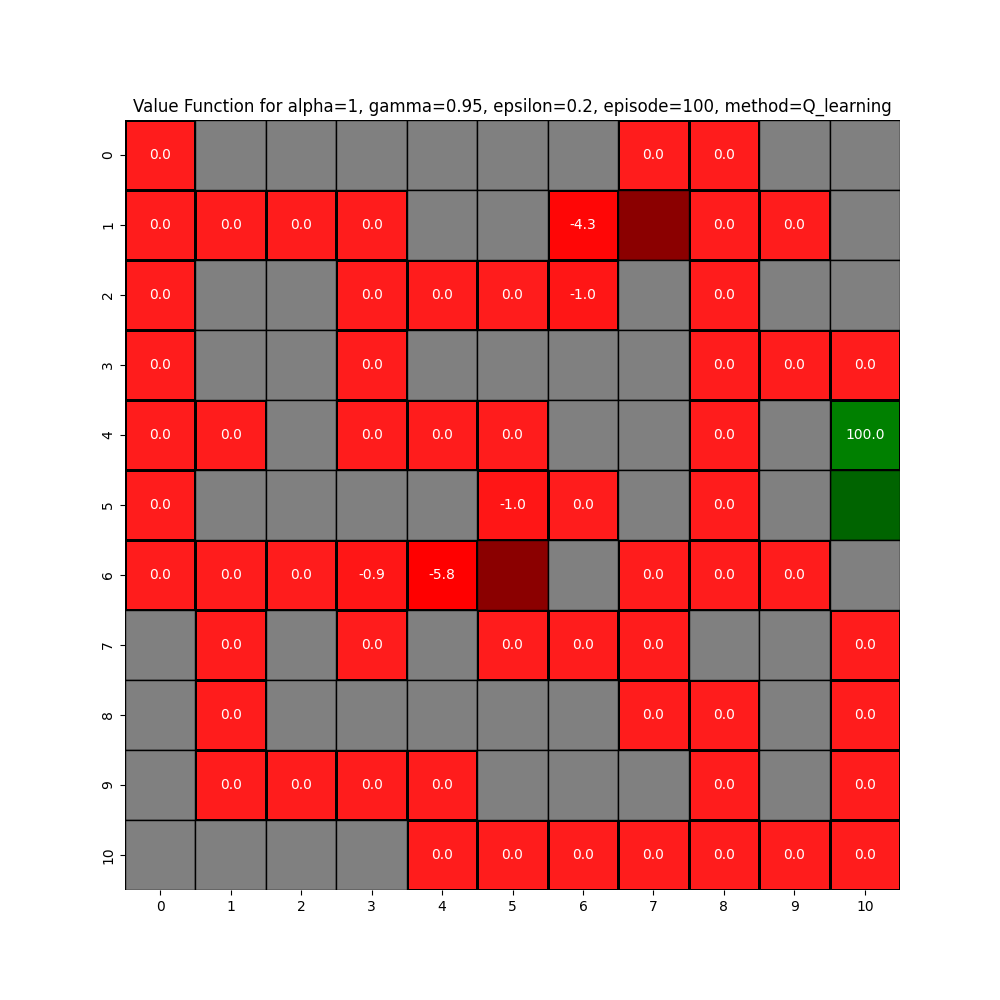 Value Function for alpha=1, gamma=0.95, epsilon=0.2, episode=100, method=Q_learning
0 0.0 0.0 0.0
1 0.0 0.0 0.0 0.0 -4.3 0.0 0.0
2 0.0 0.0 0.0 0.0 -1.0 0.0
3 0.0 0.0 0.0 0.0 0.0
4 0.0 0.0 0.0 0.0 0.0 0.0 100.0
5 0.0 -1.0 0.0 0.0
6 0.0 0.0 0.0 -0.9 -5.8 0.0 0.0 0.0
7 0.0 0.0 0.0 0.0 0.0 0.0
8 0.0 0.0 0.0 0.0
9 0.0 0.0 0.0 0.0 0.0 0.0
10 0.0 0.0 0.0 0.0 0.0 0.0 0.0
0 1 2 3 4 5 6 7 8 9 10